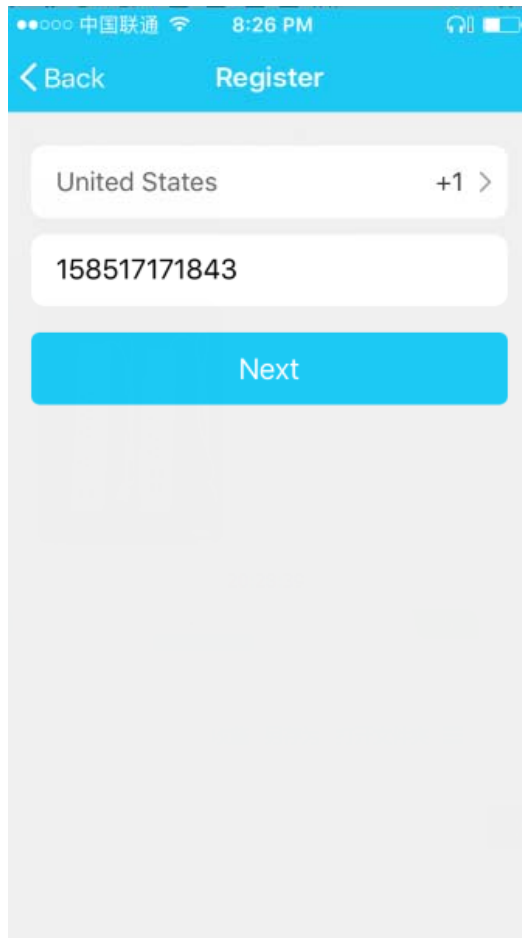 中国联通 8:26 PM
Back Register
United States +1
158517171843
Next